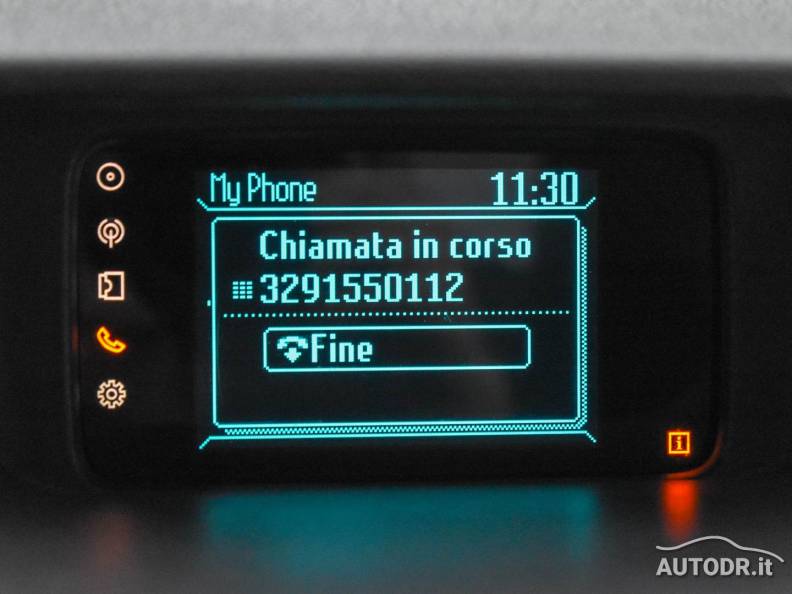 My Phone 11:30
Chiamata in corso
3291550112
Fine
i
AUTODR.it